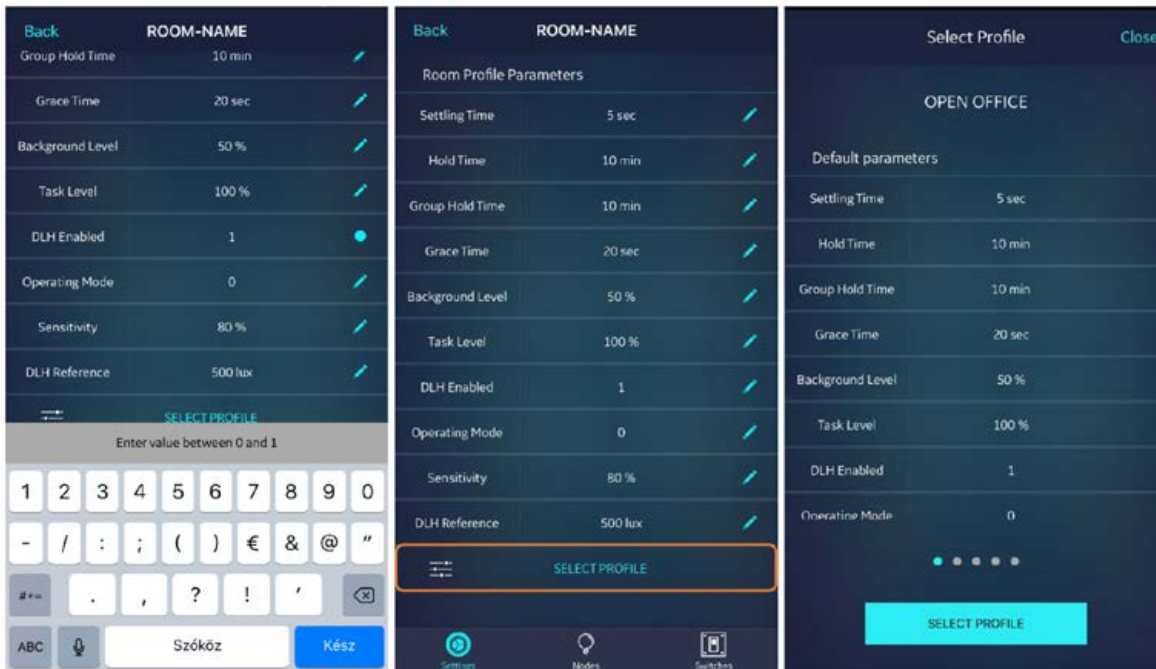 Back ROOM-NAME
Group Hold Time 10 min
Grace Time 20 sec
Background Level 50 %
Task Level 100 %
DLH Enabled 1
Operating Mode 0
Sensitivity 80 %
DLH Reference 500 lux
SELECT PROFILE
Enter value between 0 and 1
1 2 3 4 5 6 7 8 9 0
- / : ; ( ) € & @ "
#+= . , ? ! '
ABC Szóköz Kész
Back ROOM-NAME
Room Profile Parameters
Settling Time 5 sec
Hold Time 10 min
Group Hold Time 10 min
Grace Time 20 sec
Background Level 50 %
Task Level 100 %
DLH Enabled 1
Operating Mode 0
Sensitivity 80 %
DLH Reference 500 lux
SELECT PROFILE
Settings Nodes Switches
Select Profile Close
OPEN OFFICE
Default parameters
Settling Time 5 sec
Hold Time 10 min
Group Hold Time 10 min
Grace Time 20 sec
Background Level 50 %
Task Level 100 %
DLH Enabled 1
Operating Mode 0
SELECT PROFILE